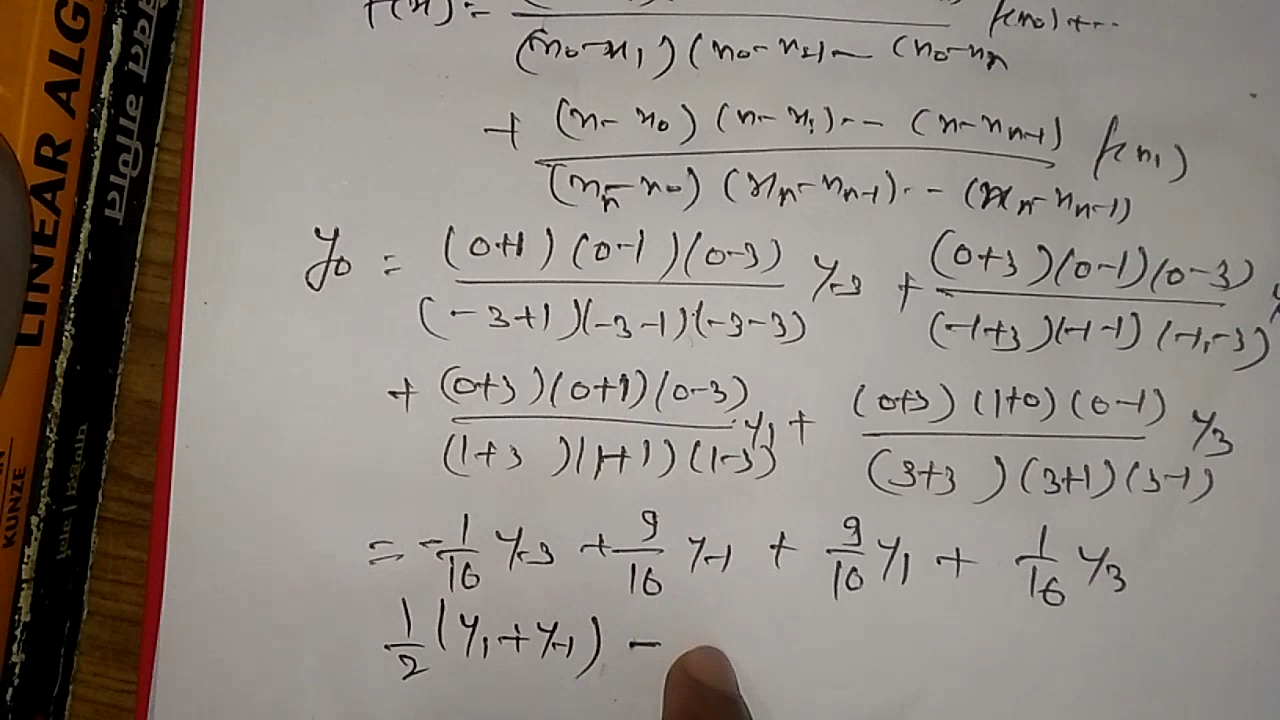 f(x) = ———— f(x0) + ...
(x0-x1) (x0-x2) — (x0-xn
+ (x-x0) (x-x1) -- (x-xn-1) f(x1)
(xn-x0) (xn-xn-1) -- (xn-xn-1)
y0 = (0+1)(0-1)(0-3) y-3 + (0+3)(0-1)(0-3)
(-3+1)(-3-1)(-3-3) (-1+3)(-1-1)(-1-3)
+ (0+3)(0+1)(0-3) y1 + (0+3)(1+0)(0-1) y3
(1+3)(1+1)(1-3) (3+3)(3+1)(3-1)
= -1/16 y-3 + 9/16 y-1 + 9/16 y1 + 1/16 y3
1/2 (y1+y-1) -
LINEAR ALG
KUNZE